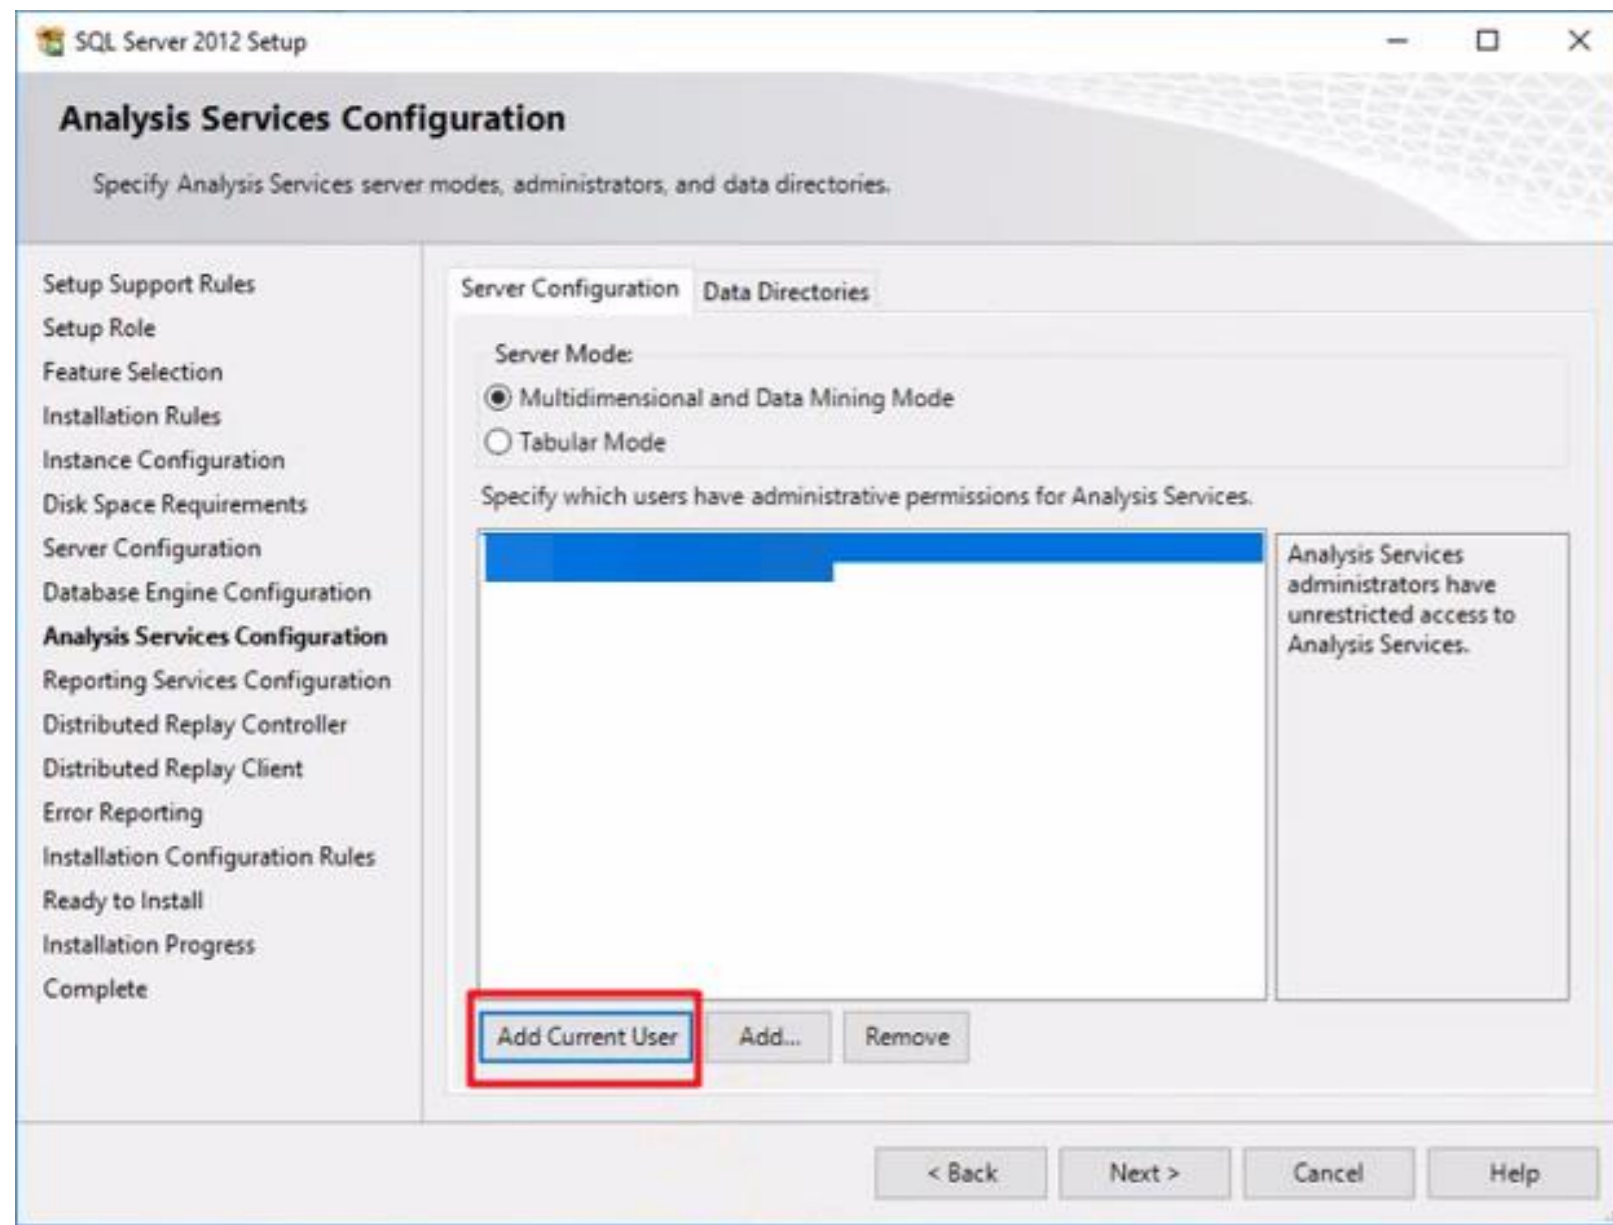 SQL Server 2012 Setup
Analysis Services Configuration
Specify Analysis Services server modes, administrators, and data directories.
Setup Support Rules
Setup Role
Feature Selection
Installation Rules
Instance Configuration
Disk Space Requirements
Server Configuration
Database Engine Configuration
Analysis Services Configuration
Reporting Services Configuration
Distributed Replay Controller
Distributed Replay Client
Error Reporting
Installation Configuration Rules
Ready to Install
Installation Progress
Complete
Server Configuration Data Directories
Server Mode:
Multidimensional and Data Mining Mode
Tabular Mode
Specify which users have administrative permissions for Analysis Services.
Analysis Services
administrators have
unrestricted access to
Analysis Services.
Add Current User Add... Remove
< Back Next > Cancel Help